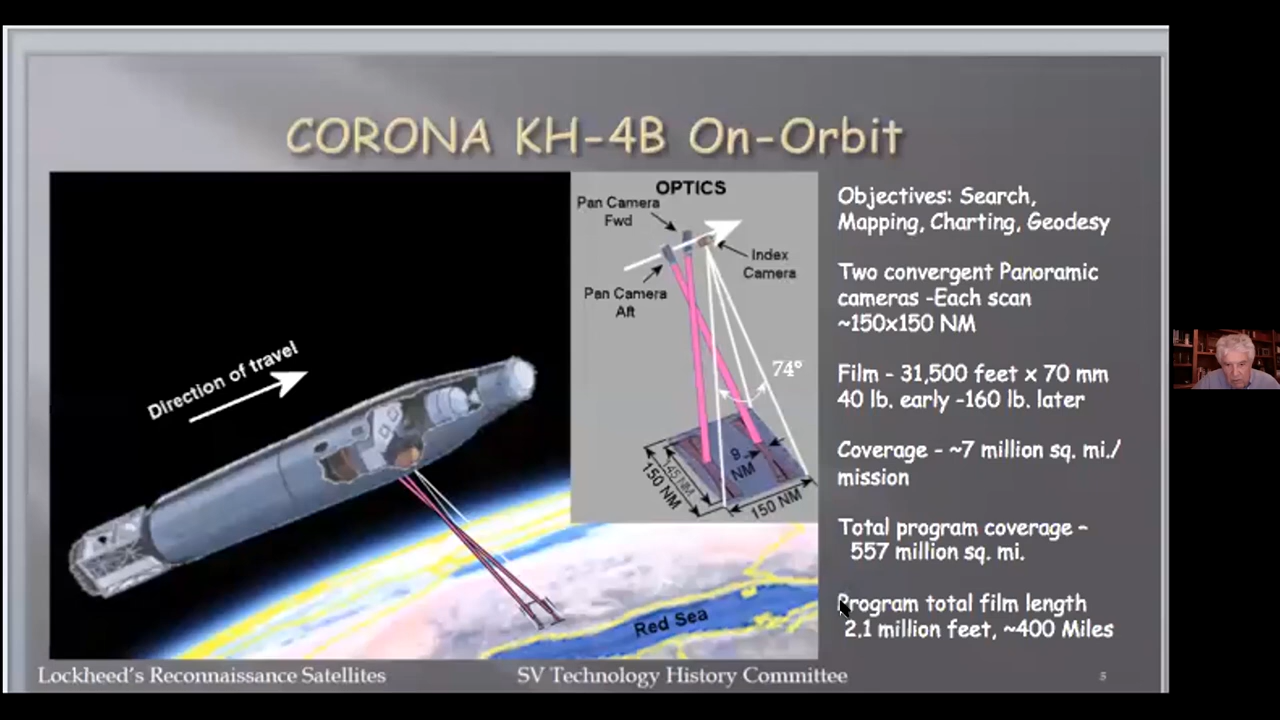 CORONA KH-4B On-Orbit
Direction of travel
Red Sea
OPTICS
Pan Camera
Fwd
Index
Camera
Pan Camera
Aft
74°
9
NM
145 NM
150 NM
150 NM
Objectives: Search,
Mapping, Charting, Geodesy
Two convergent Panoramic
cameras -Each scan
~150x150 NM
Film - 31,500 feet x 70 mm
40 lb. early -160 lb. later
Coverage - ~7 million sq. mi./
mission
Total program coverage -
557 million sq. mi.
Program total film length
2.1 million feet, ~400 Miles
Lockheed's Reconnaissance Satellites
SV Technology History Committee
5